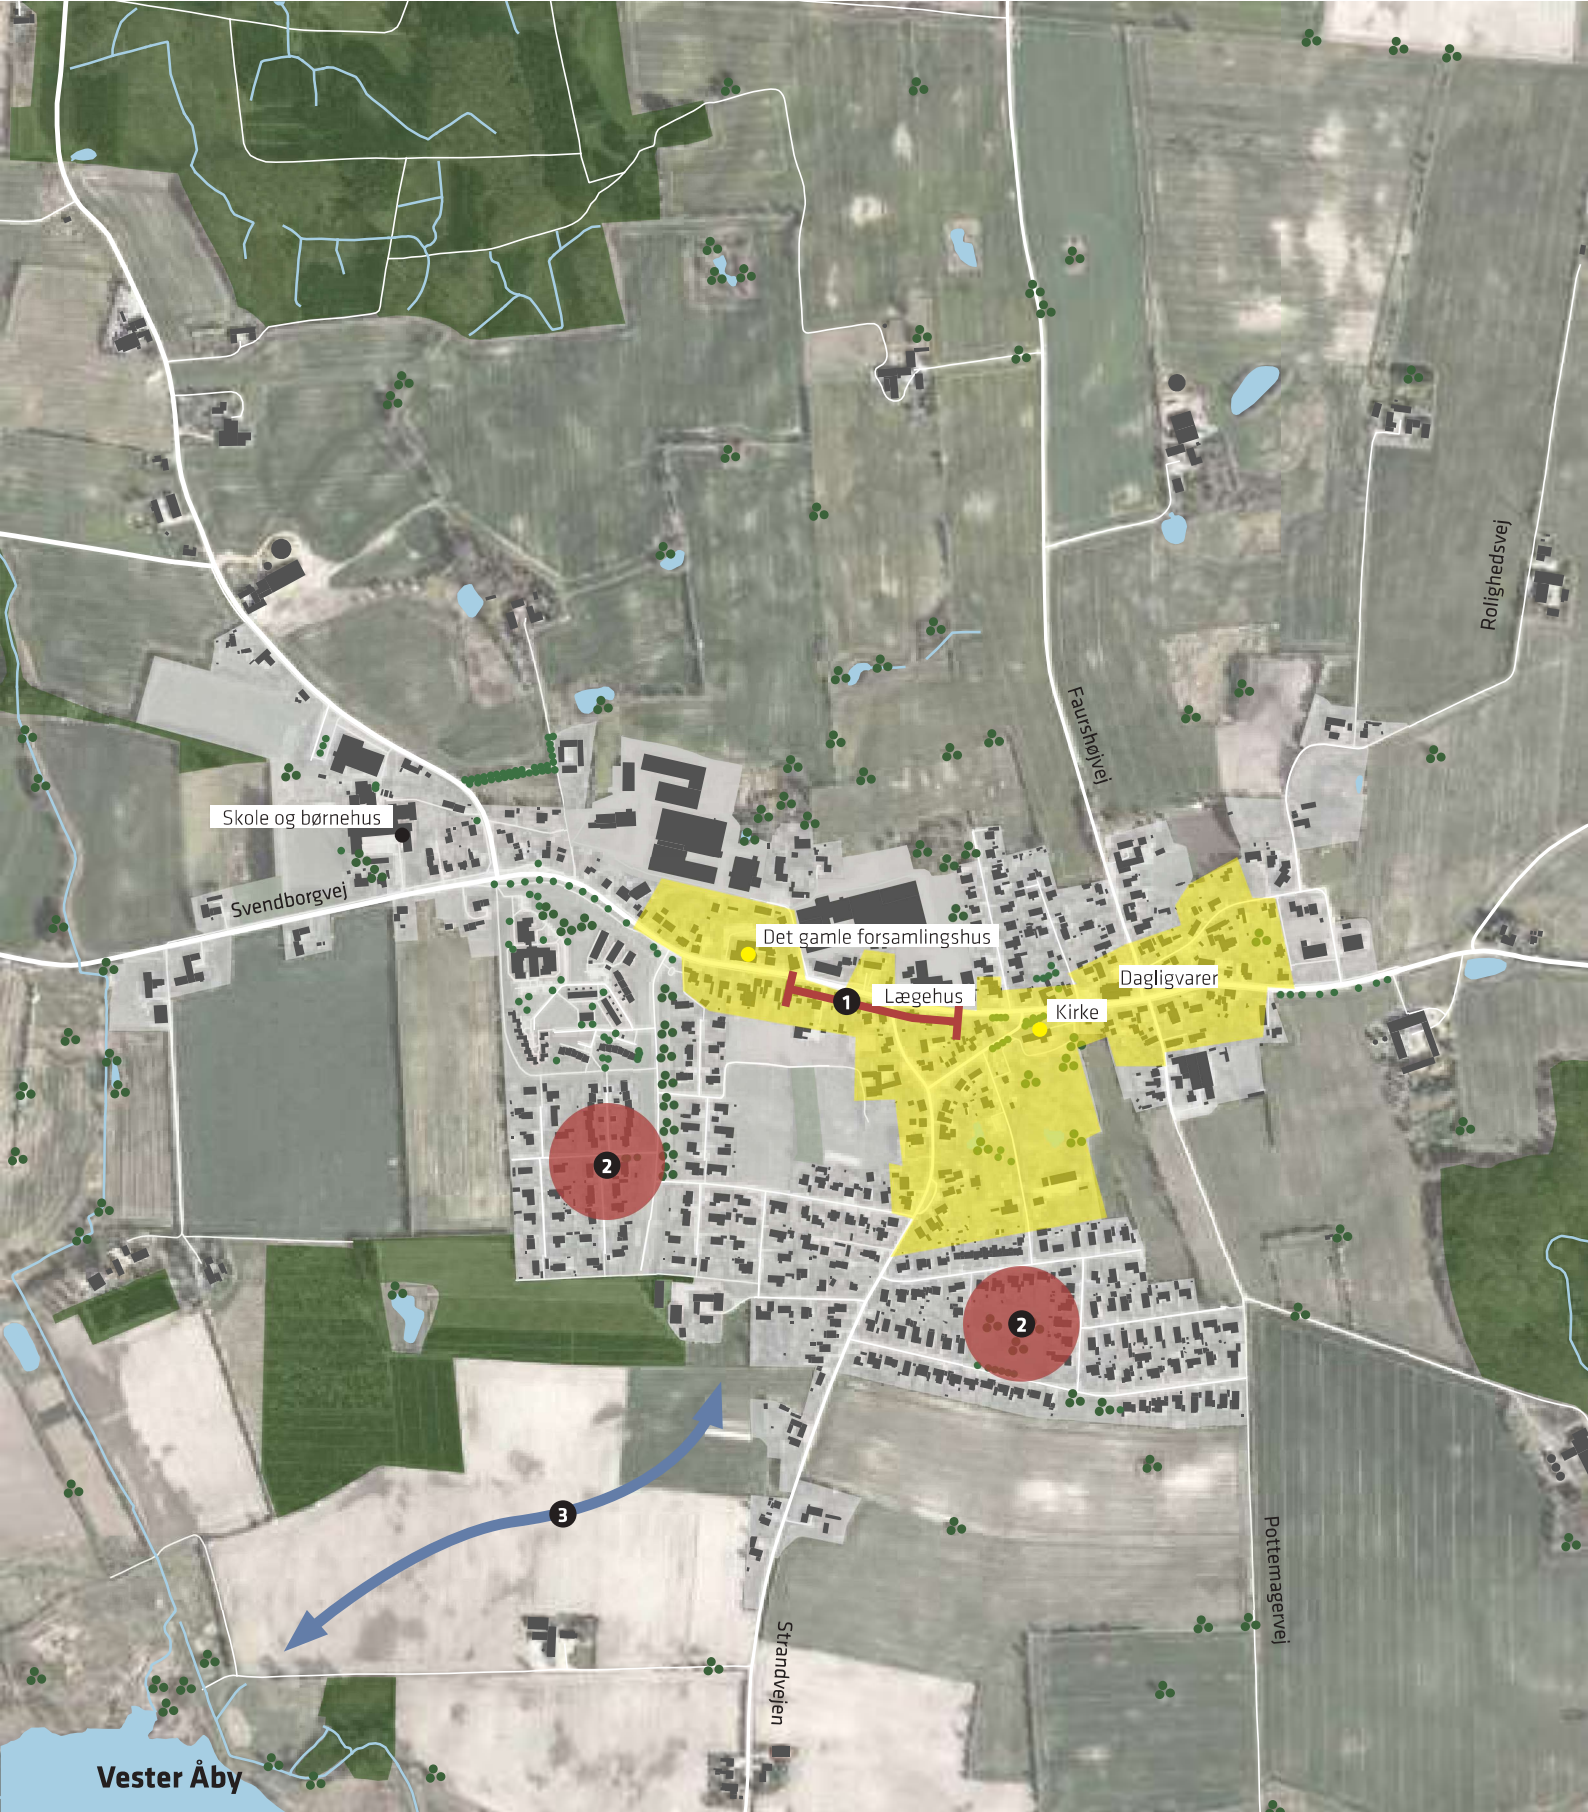 Rolighedsvej
Faurshøjvej
Skole og børnehus
Svendborgvej
Det gamle forsamlingshus
Dagligvarer
1
Lægehus
Kirke
2
2
3
Pottemagervej
Strandvejen
Vester Åby